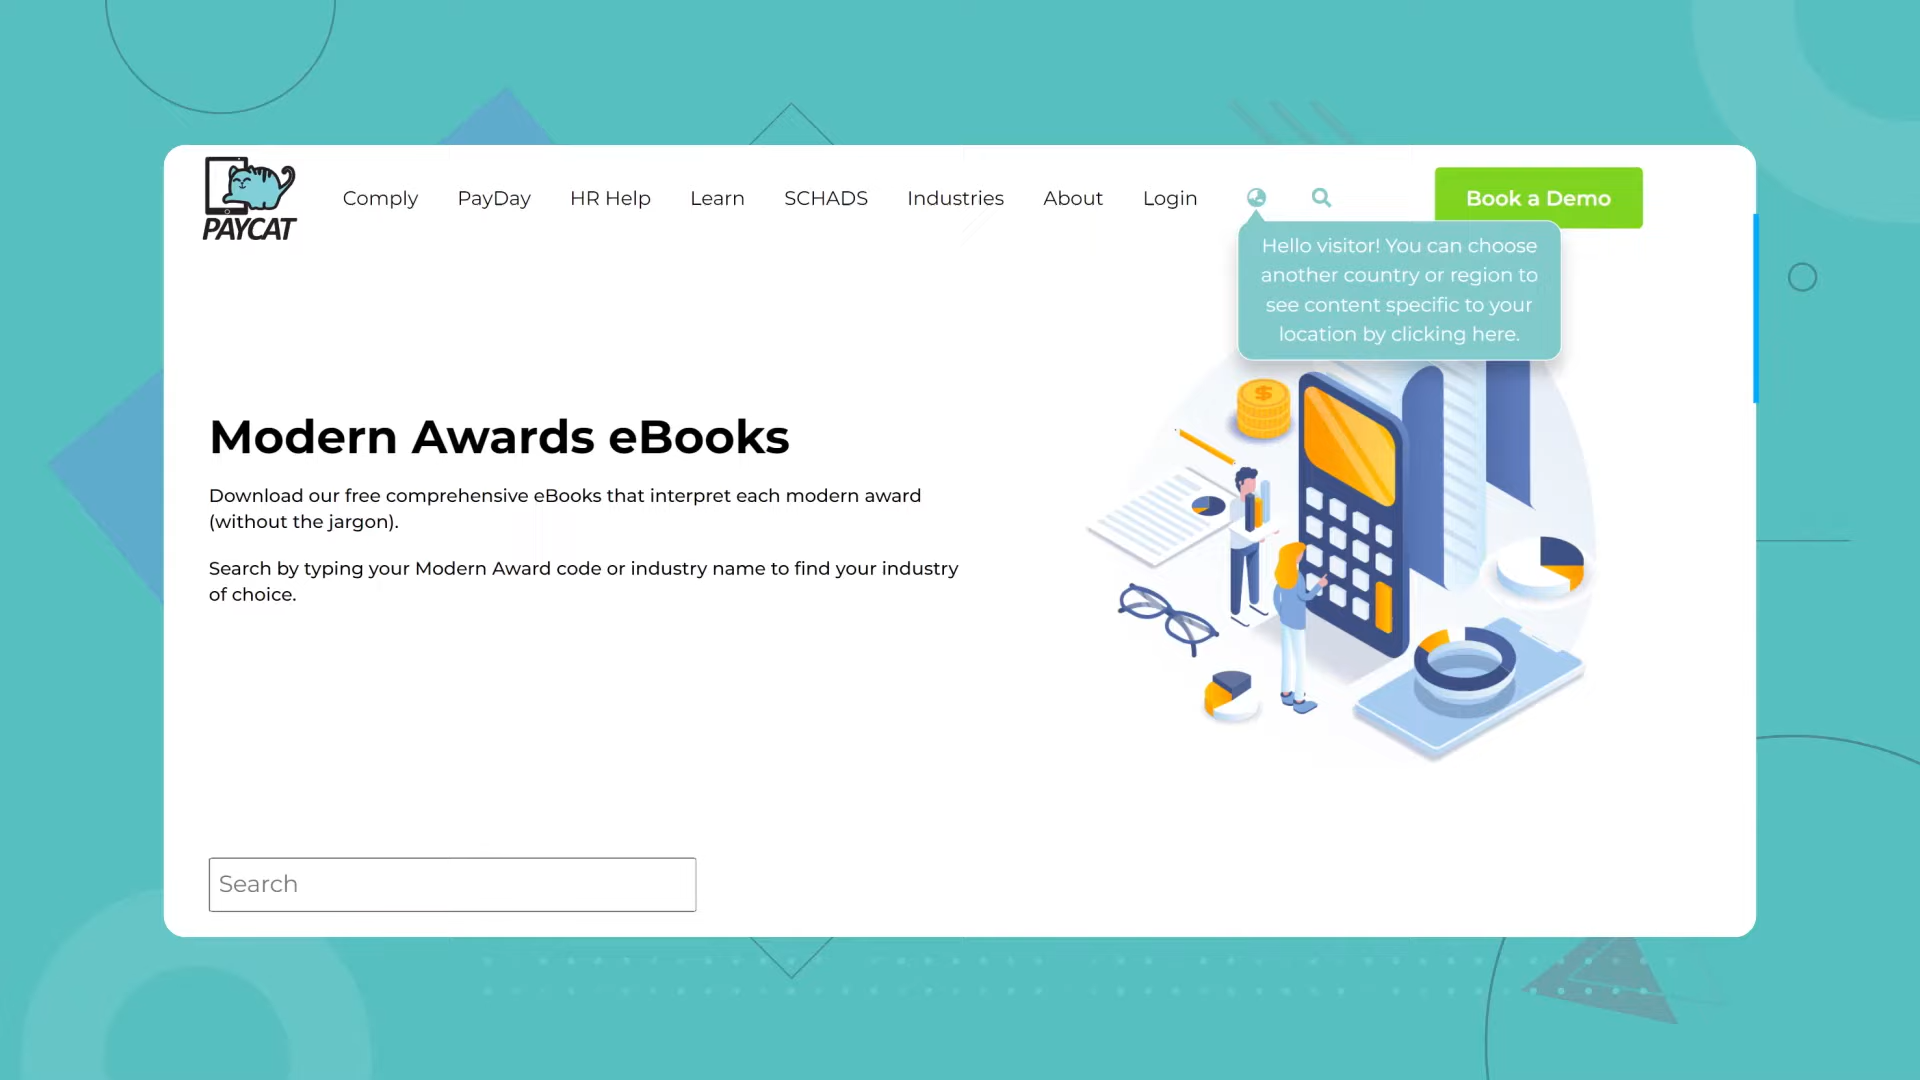 PAYCAT
Comply
PayDay
HR Help
Learn
SCHADS
Industries
About
Login
Book a Demo
Hello visitor! You can choose
another country or region to
see content specific to your
location by clicking here.
Modern Awards eBooks
Download our free comprehensive eBooks that interpret each modern award
(without the jargon).
Search by typing your Modern Award code or industry name to find your industry
of choice.
$
Search